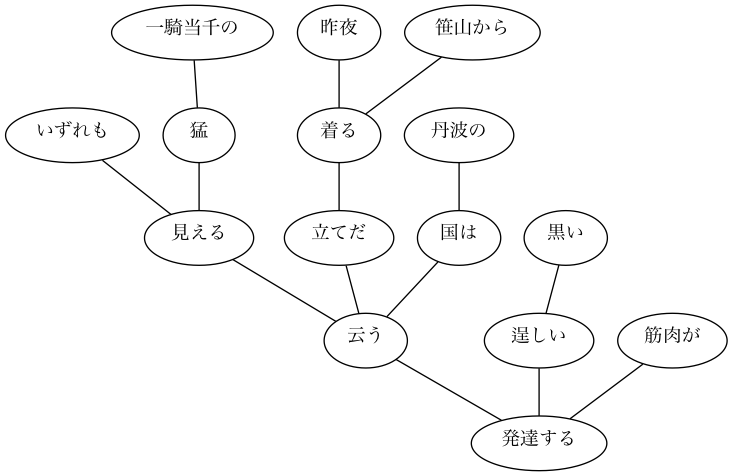 一騎当千の 昨夜 笹山から
いずれも 猛 着る 丹波の
見える 立てだ 国は 黒い
云う 逞しい 筋肉が
発達する